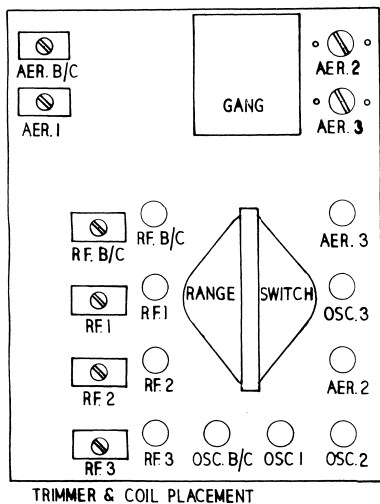 AER. B/C
GANG
AER. 2
AER. 1
AER. 3
RF. B/C
RF. B/C
AER. 3
RANGE SWITCH
RF. 1
RF. 1
OSC. 3
RF. 2
RF. 2
AER. 2
RF. 3
RF. 3
OSC. B/C
OSC 1
OSC. 2
TRIMMER & COIL PLACEMENT